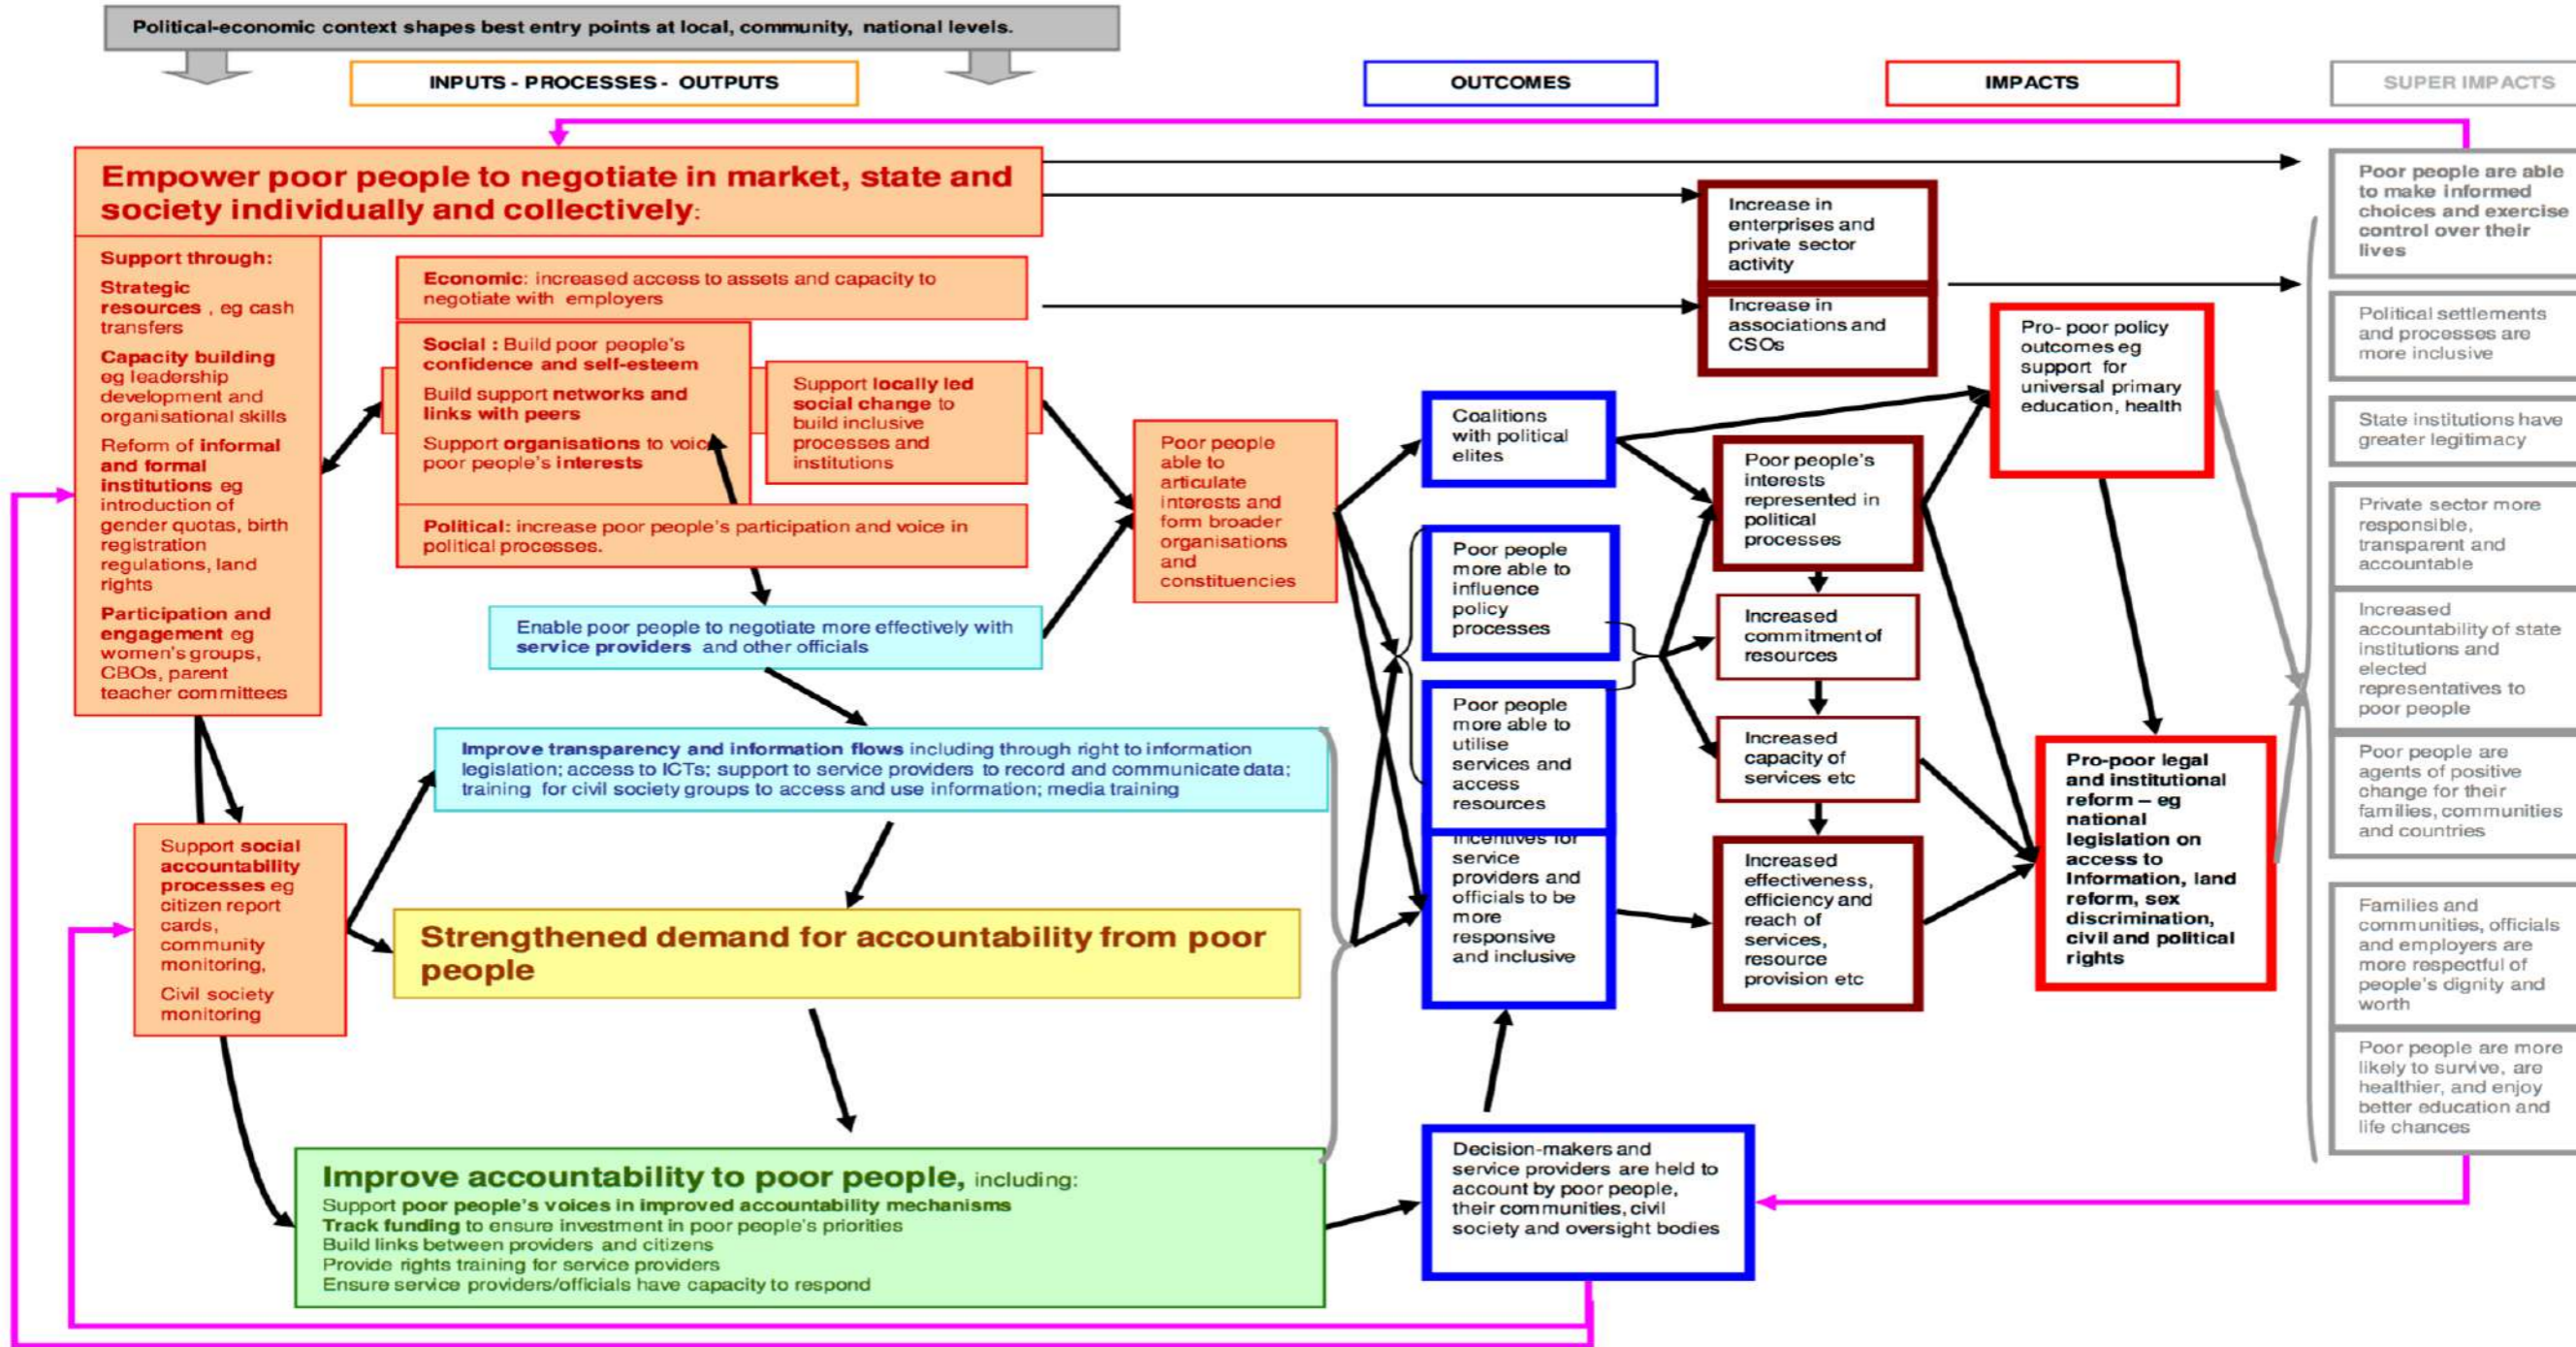 Political-economic context shapes best entry points at local, community, national levels.
INPUTS - PROCESSES - OUTPUTS
OUTCOMES
IMPACTS
SUPER IMPACTS
Empower poor people to negotiate in market, state and
society individually and collectively:
Support through:
Strategic
resources , eg cash
transfers
Capacity building
eg leadership
development and
organisational skills
Reform of informal
and formal
institutions eg
introduction of
gender quotas, birth
registration
regulations, land
rights
Participation and
engagement eg
women's groups,
CBOs, parent
teacher committees
Economic: increased access to assets and capacity to
negotiate with employers
Social : Build poor people's
confidence and self-esteem
Build support networks and
links with peers
Support organisations to voic
poor people's interests
Support locally led
social change to
build inclusive
processes and
institutions
Political: increase poor people's participation and voice in
political processes.
Enable poor people to negotiate more effectively with
service providers and other officials
Improve transparency and information flows including through right to information
legislation; access to ICTs; support to service providers to record and communicate data;
training for civil society groups to access and use information; media training
Support social
accountability
processes eg
citizen report
cards,
community
monitoring,
Civil society
monitoring
Strengthened demand for accountability from poor
people
Improve accountability to poor people, including:
Support poor people's voices in improved accountability mechanisms
Track funding to ensure investment in poor people's priorities
Build links between providers and citizens
Provide rights training for service providers
Ensure service providers/officials have capacity to respond
Poor people
able to
articulate
interests and
form broader
organisations
and
constituencies
Coalitions
with political
elites
Poor people
more able to
influence
policy
processes
Poor people
more able to
utilise
services and
access
resources
Incentives for
service
providers and
officials to be
more
responsive
and inclusive
Decision-makers and
service providers are held to
account by poor people,
their communities, civil
society and oversight bodies
Increase in
enterprises and
private sector
activity
Increase in
associations and
CSOs
Poor people's
interests
represented in
political
processes
Increased
commitment of
resources
Increased
capacity of
services etc
Increased
effectiveness,
efficiency and
reach of
services,
resource
provision etc
Pro- poor policy
outcomes eg
support for
universal primary
education, health
Pro-poor legal
and institutional
reform – eg
national
legislation on
access to
Information, land
reform, sex
discrimination,
civil and political
rights
Poor people are able
to make informed
choices and exercise
control over their
lives
Political settlements
and processes are
more inclusive
State institutions have
greater legitimacy
Private sector more
responsible,
transparent and
accountable
Increased
accountability of state
institutions and
elected
representatives to
poor people
Poor people are
agents of positive
change for their
families, communities
and countries
Families and
communities, officials
and employers are
more respectful of
people's dignity and
worth
Poor people are more
likely to survive, are
healthier, and enjoy
better education and
life chances